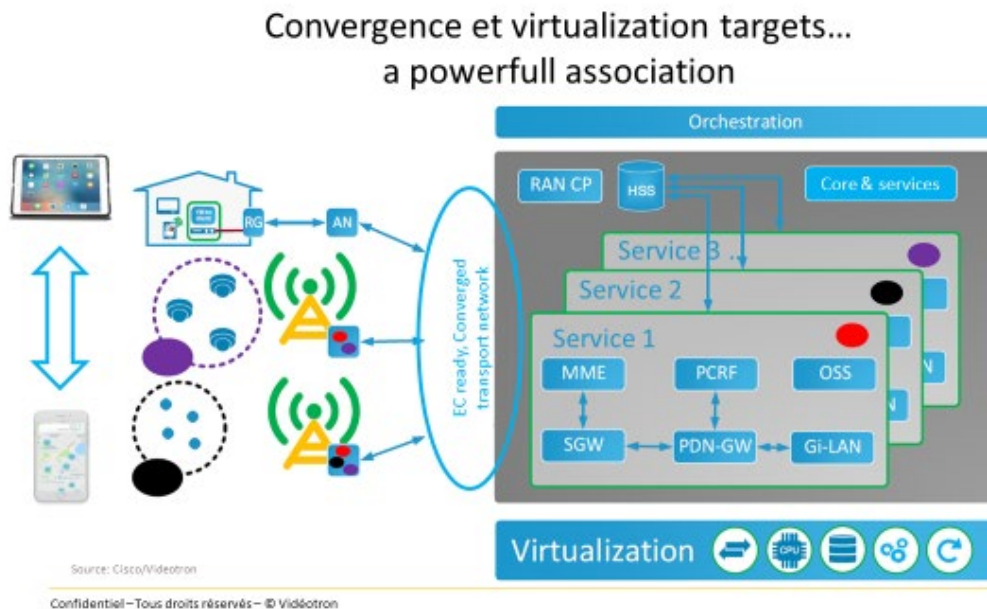 Convergence et virtualization targets…
a powerfull association
Orchestration
RAN CP
HSS
Core & services
RG
AN
Service 3 ..
Service 2
Service 1
N
N
MME
PCRF
OSS
SGW
PDN-GW
Gi-LAN
EC ready, Converged
transport network
Virtualization
CPU
Source: Cisco/Videotron
Confidentiel – Tous droits réservés – © Vidéotron